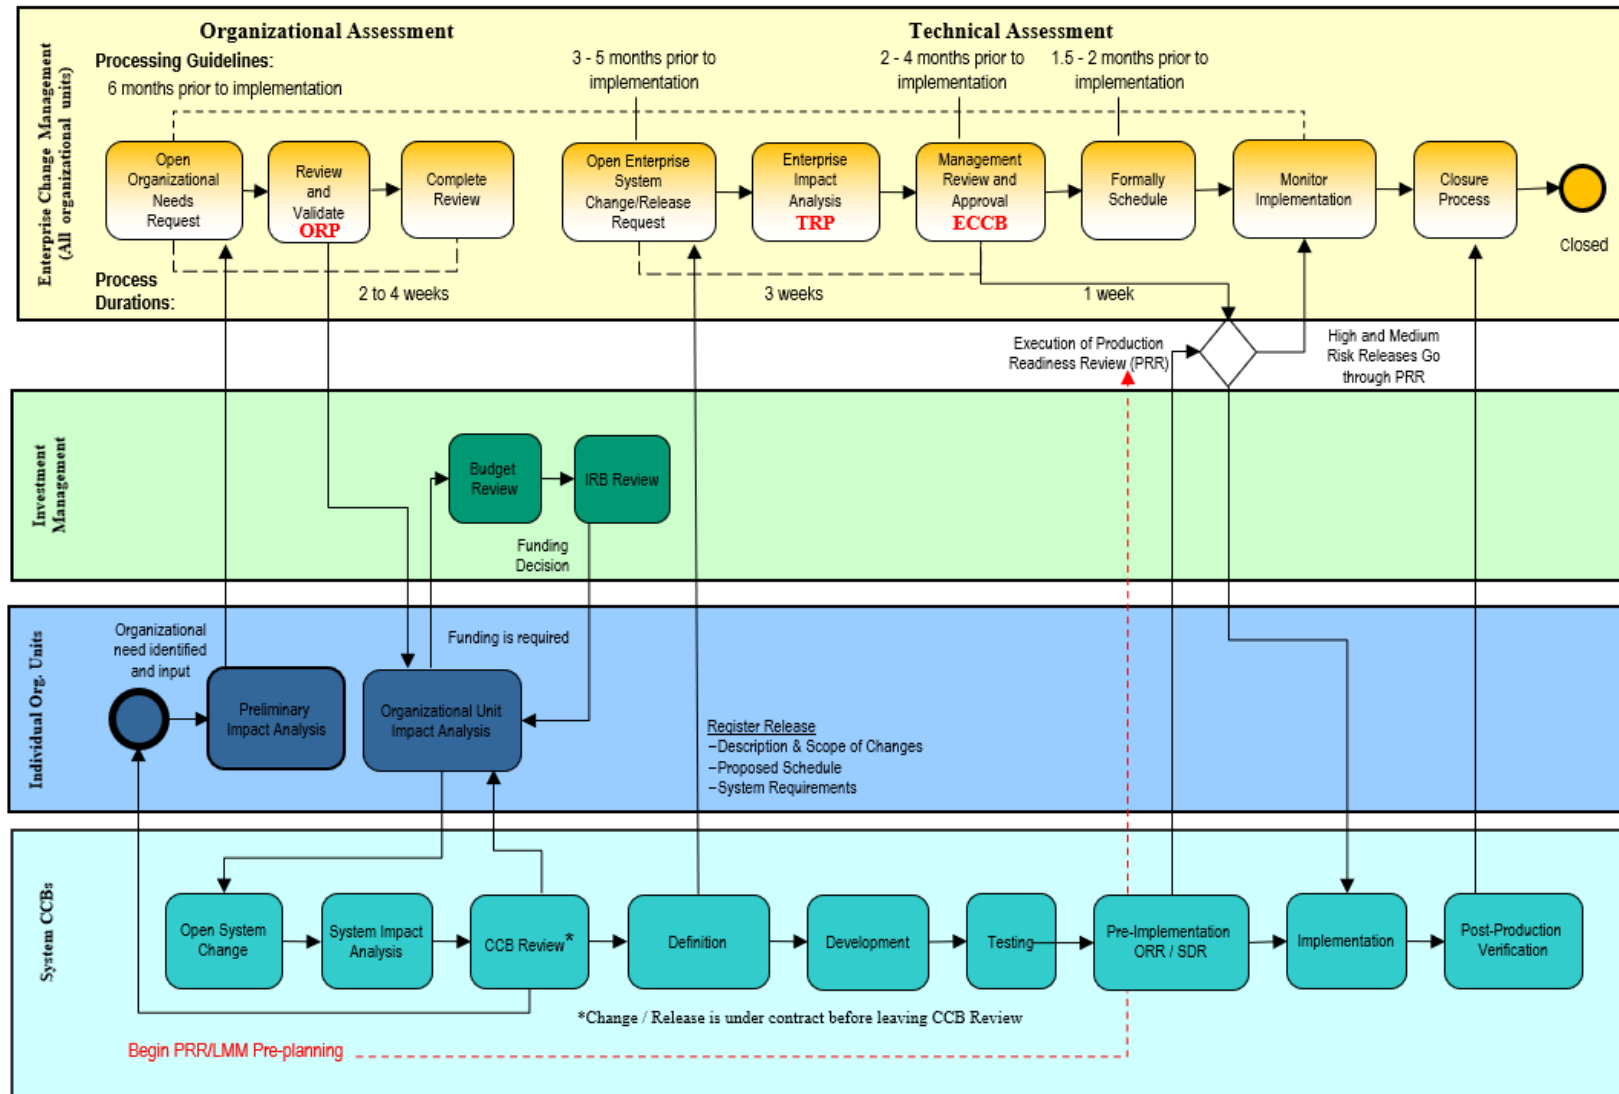 Organizational Assessment
Technical Assessment
Processing Guidelines:
6 months prior to implementation
3 - 5 months prior to
implementation
2 - 4 months prior to
implementation
1.5 - 2 months prior to
implementation
Enterprise Change Management
(All organizational units)
Open
Organizational
Needs
Request
Review
and
Validate
ORP
Complete
Review
Open Enterprise
System
Change/Release
Request
Enterprise
Impact
Analysis
TRP
Management
Review and
Approval
ECCB
Formally
Schedule
Monitor
Implementation
Closure
Process
Closed
Process
Durations:
2 to 4 weeks
3 weeks
1 week
Execution of Production
Readiness Review (PRR)
High and Medium
Risk Releases Go
through PRR
Investment
Management
Budget
Review
IRB Review
Funding
Decision
Individual Org. Units
Organizational
need identified
and input
Funding is required
Preliminary
Impact Analysis
Organizational Unit
Impact Analysis
Register Release
–Description & Scope of Changes
–Proposed Schedule
–System Requirements
System CCBs
Open System
Change
System Impact
Analysis
CCB Review*
Definition
Development
Testing
Pre-Implementation
ORR / SDR
Implementation
Post-Production
Verification
*Change / Release is under contract before leaving CCB Review
Begin PRR/LMM Pre-planning